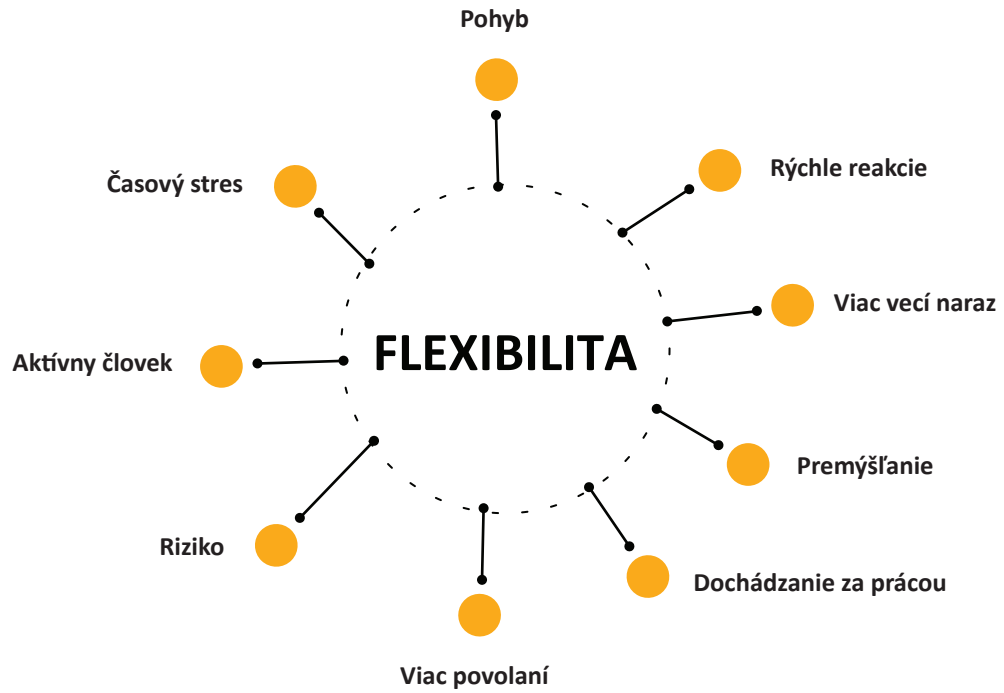 Pohyb
Časový stres
Rýchle reakcie
Viac vecí naraz
Aktívny človek
FLEXIBILITA
Premýšľanie
Riziko
Dochádzanie za prácou
Viac povolaní